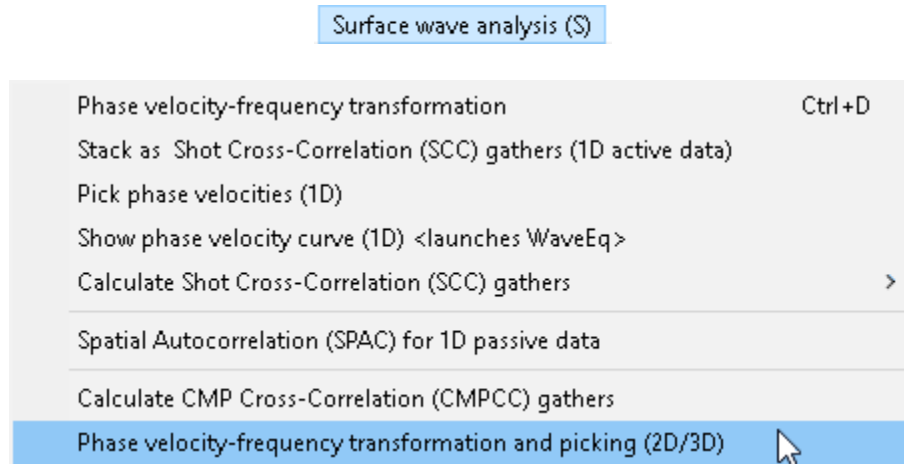 Surface wave analysis (S)
Phase velocity-frequency transformation Ctrl+D
Stack as  Shot Cross-Correlation (SCC) gathers (1D active data)
Pick phase velocities (1D)
Show phase velocity curve (1D) <launches WaveEq>
Calculate Shot Cross-Correlation (SCC) gathers
Spatial Autocorrelation (SPAC) for 1D passive data
Calculate CMP Cross-Correlation (CMPCC) gathers
Phase velocity-frequency transformation and picking (2D/3D)